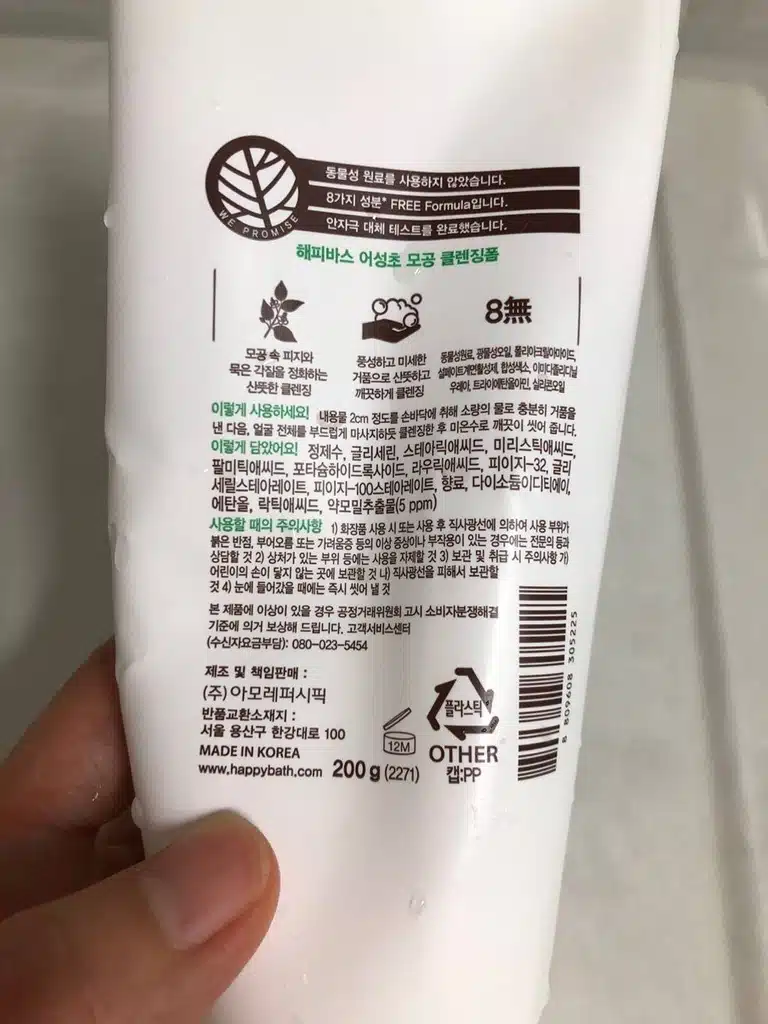 동물성 원료를 사용하지 않았습니다.
8가지 성분* FREE Formula입니다.
안자극 대체 테스트를 완료했습니다.
WE PROMISE
해피바스 어성초 모공 클렌징폼
모공 속 피지와
묵은 각질을 정화하는
산뜻한 클렌징
풍성하고 미세한
거품으로 산뜻하고
깨끗하게 클렌징
8無
동물성원료, 광물성오일, 폴리아크릴아마이드,
설페이트계면활성제, 합성색소, 이미다졸리디닐
우레아, 트라이에탄올아민, 실리콘오일
이렇게 사용하세요! 내용물 2cm 정도를 손바닥에 취해 소량의 물로 충분히 거품을
낸 다음, 얼굴 전체를 부드럽게 마사지하듯 클렌징한 후 미온수로 깨끗이 씻어 줍니다.
이렇게 담았어요! 정제수, 글리세린, 스테아릭애씨드, 미리스틱애씨드,
팔미틱애씨드, 포타슘하이드록사이드, 라우릭애씨드, 피이지-32, 글리
세릴스테아레이트, 피이지-100스테아레이트, 향료, 다이소듐이디티에이,
에탄올, 락틱애씨드, 약모밀추출물(5 ppm)
사용할 때의 주의사항 1) 화장품 사용 시 또는 사용 후 직사광선에 의하여 사용 부위가
붉은 반점, 부어오름 또는 가려움증 등의 이상 증상이나 부작용이 있는 경우에는 전문의 등과
상담할 것 2) 상처가 있는 부위 등에는 사용을 자제할 것 3) 보관 및 취급 시 주의사항 가)
어린이의 손이 닿지 않는 곳에 보관할 것 나) 직사광선을 피해서 보관할
것 4) 눈에 들어갔을 때에는 즉시 씻어 낼 것
본 제품에 이상이 있을 경우 공정거래위원회 고시 소비자분쟁해결
기준에 의거 보상해 드립니다. 고객서비스센터
(수신자요금부담): 080-023-5454
제조 및 책임판매 :
(주)아모레퍼시픽
반품교환소재지 :
서울 용산구 한강대로 100
MADE IN KOREA
www.happybath.com 200 g (2271)
12M
플라스틱
OTHER
캡:PP
8 809608 305225